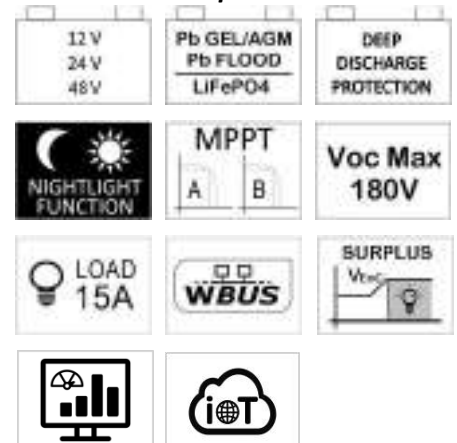 12 V
24 V
48 V
Pb GEL/AGM
Pb FLOOD
LiFePO4
DEEP
DISCHARGE
PROTECTION
NIGHTLIGHT
FUNCTION
MPPT
A B
Voc Max
180V
LOAD
15A
WBUS
SURPLUS
iOT